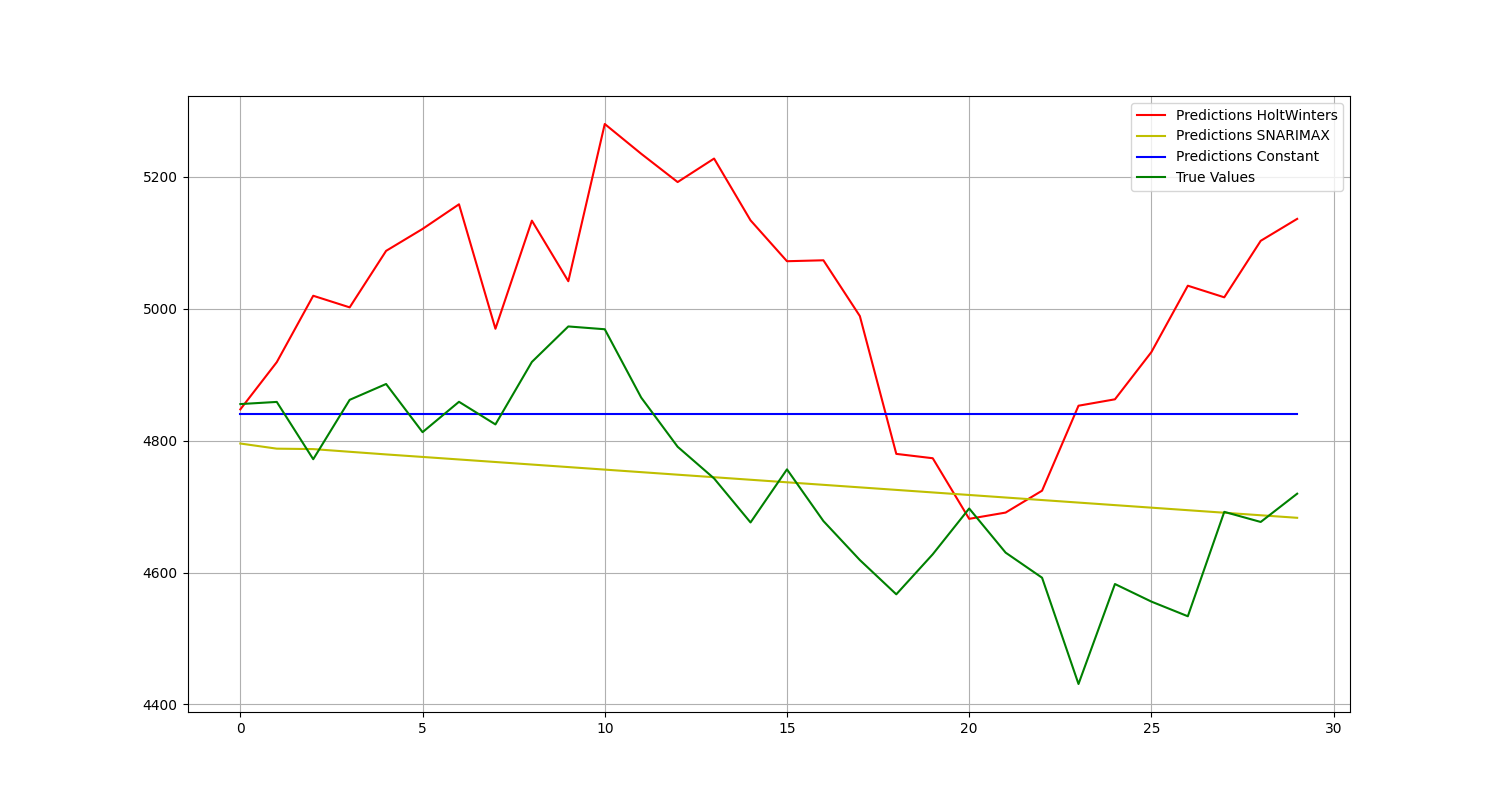 Predictions HoltWinters
Predictions SNARIMAX
Predictions Constant
True Values
5200
5000
4800
4600
4400
0 5 10 15 20 25 30